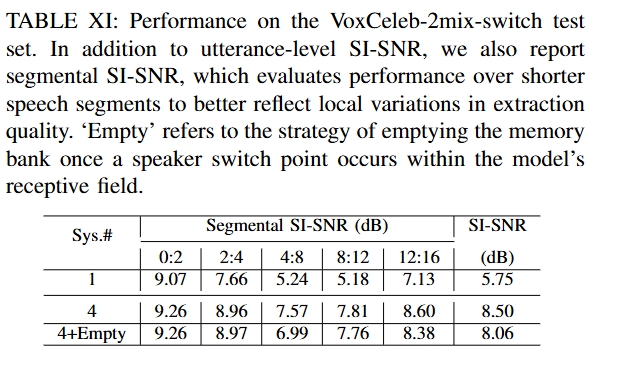 TABLE XI: Performance on the VoxCeleb-2mix-switch test
set. In addition to utterance-level SI-SNR, we also report
segmental SI-SNR, which evaluates performance over shorter
speech segments to better reflect local variations in extraction
quality. ‘Empty’ refers to the strategy of emptying the memory
bank once a speaker switch point occurs within the model’s
receptive field.
Sys.# Segmental SI-SNR (dB) SI-SNR
0:2 2:4 4:8 8:12 12:16 (dB)
1 9.07 7.66 5.24 5.18 7.13 5.75
4 9.26 8.96 7.57 7.81 8.60 8.50
4+Empty 9.26 8.97 6.99 7.76 8.38 8.06